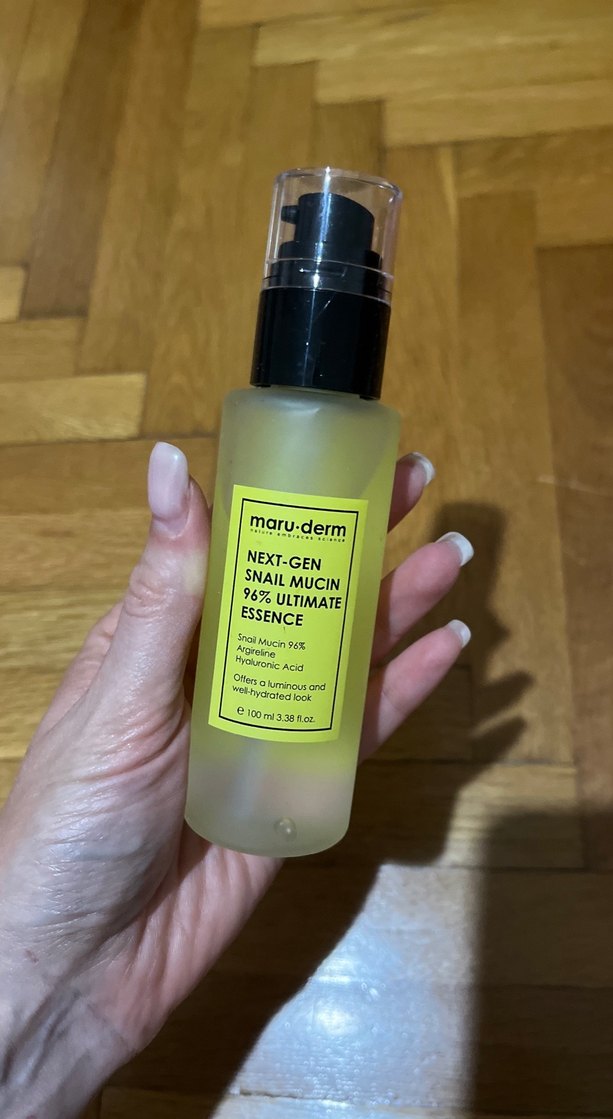 maru·derm
nature embraces science
NEXT-GEN
SNAIL MUCIN
96% ULTIMATE
ESSENCE
Snail Mucin 96%
Argireline
Hyaluronic Acid
Offers a luminous and
well-hydrated look
℮ 100 ml 3.38 fl.oz.